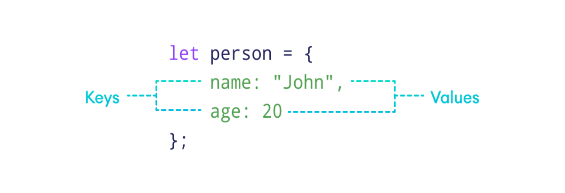 let person = {
name: "John",
Keys
Values
age: 20
};